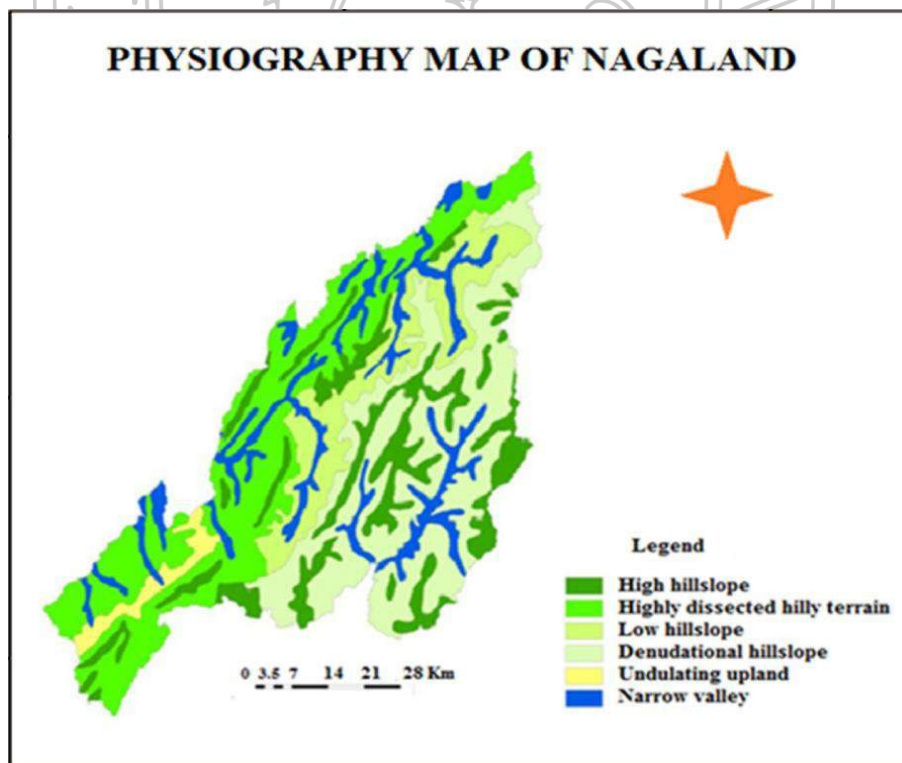 PHYSIOGRAPHY MAP OF NAGALAND
Legend
High hillslope
Highly dissected hilly terrain
Low hillslope
Denudational hillslope
Undulating upland
Narrow valley
0 3.5 7 14 21 28 Km